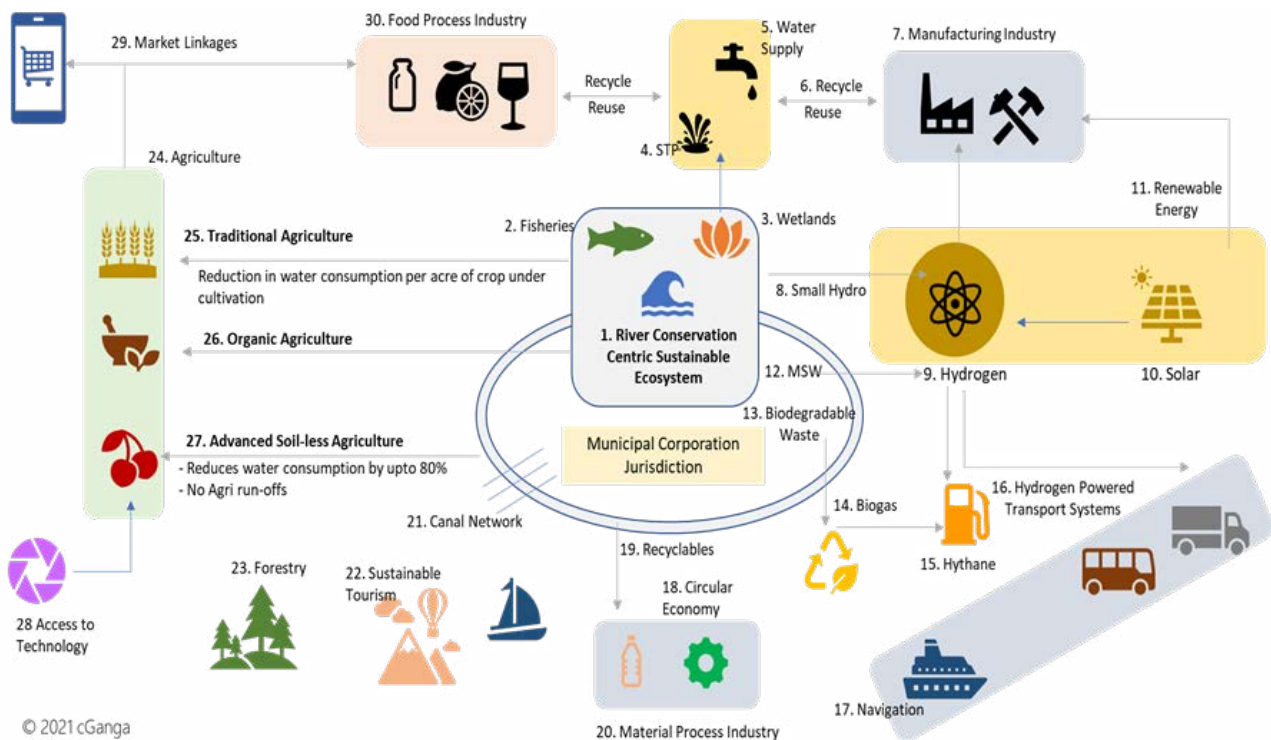 29. Market Linkages
30. Food Process Industry
5. Water
Supply
7. Manufacturing Industry
Recycle
Reuse
6. Recycle
Reuse
4. STP
24. Agriculture
11. Renewable
Energy
2. Fisheries
3. Wetlands
25. Traditional Agriculture
Reduction in water consumption per acre of crop under
cultivation
8. Small Hydro
26. Organic Agriculture
1. River Conservation
Centric Sustainable
Ecosystem
12. MSW
9. Hydrogen
10. Solar
13. Biodegradable
Waste
27. Advanced Soil-less Agriculture
- Reduces water consumption by upto 80%
- No Agri run-offs
Municipal Corporation
Jurisdiction
21. Canal Network
14. Biogas
16. Hydrogen Powered
Transport Systems
15. Hythane
19. Recyclables
23. Forestry
22. Sustainable
Tourism
18. Circular
Economy
28 Access to
Technology
17. Navigation
20. Material Process Industry
© 2021 cGanga